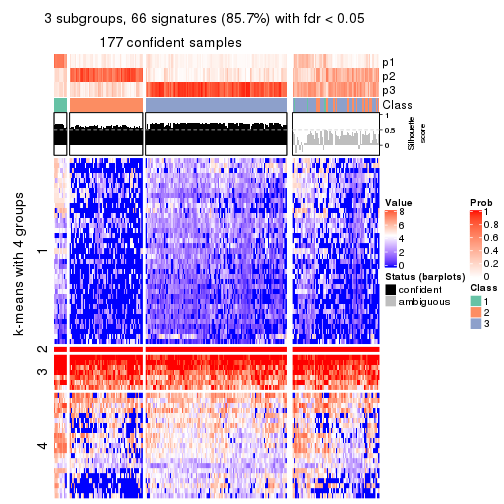 3 subgroups, 66 signatures (85.7%) with fdr < 0.05
177 confident samples
p1
p2
p3
Class
1
0.5
0
Silhouette
score
k-means with 4 groups
1
2
3
4
Value
8
6
4
2
0
Status (barplots)
confident
ambiguous
Prob
1
0.8
0.6
0.4
0.2
0
Class
1
2
3